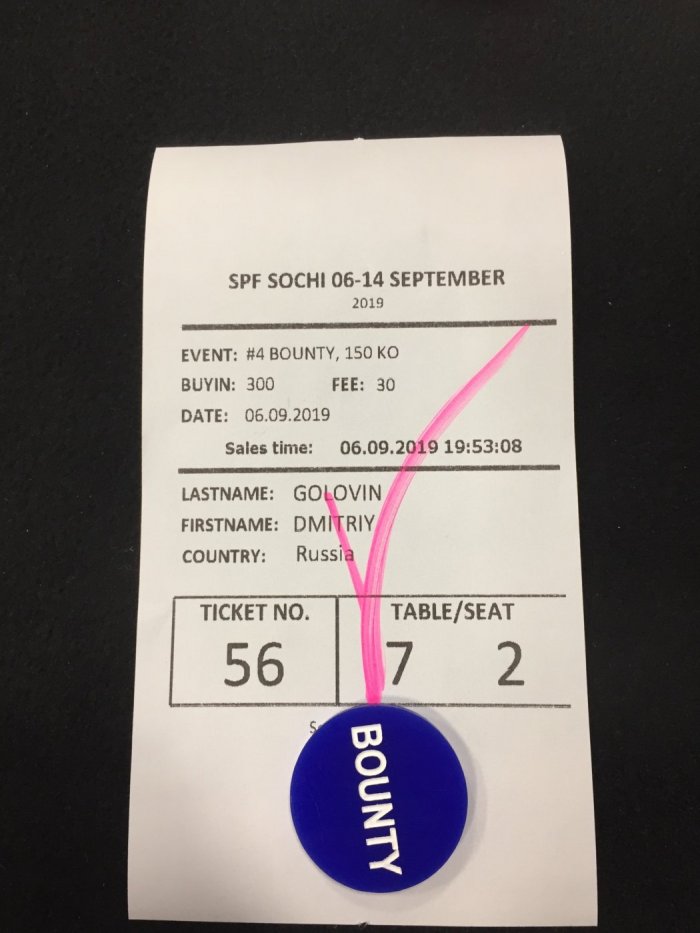 SPF SOCHI 06-14 SEPTEMBER
2019
EVENT: #4 BOUNTY, 150 KO
BUYIN: 300 FEE: 30
DATE: 06.09.2019
Sales time: 06.09.2019 19:53:08
LASTNAME: GOLOVIN
FIRSTNAME: DMITRIY
COUNTRY: Russia
TICKET NO. TABLE/SEAT
56 7 2
BOUNTY